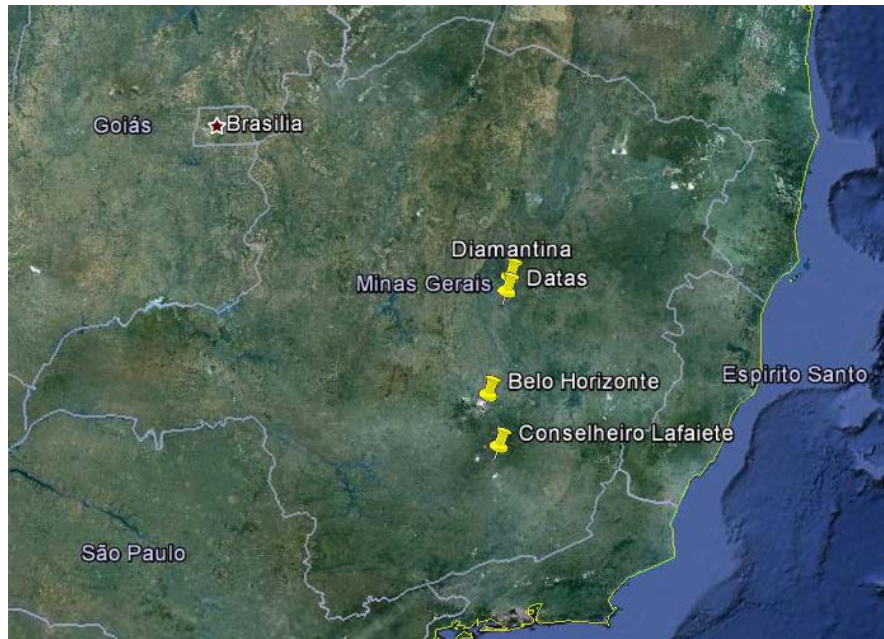 Goiás
Brasilia
Diamantina
Minas Gerais
Datas
Belo Horizonte
Espirito Santo
Conselheiro Lafaiete
São Paulo